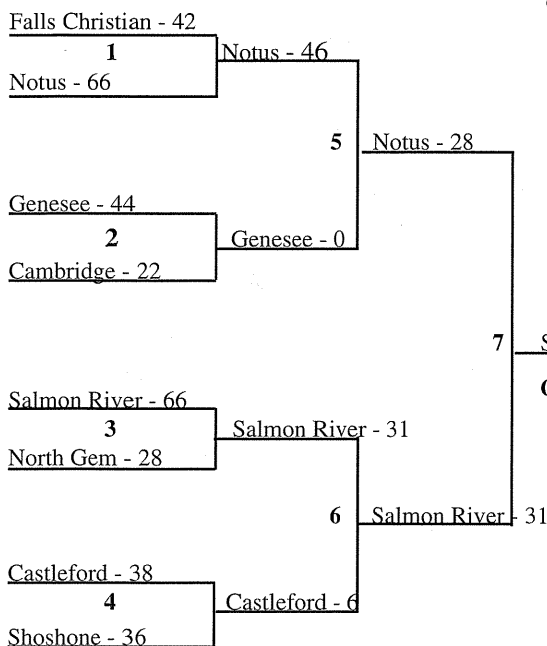 Falls Christian - 42
1
Notus - 66
Notus - 46
5
Notus - 28
Genesee - 44
2
Cambridge - 22
Genesee - 0
7
S
Salmon River - 66
3
North Gem - 28
Salmon River - 31
6
Salmon River - 31
Castleford - 38
4
Shoshone - 36
Castleford - 6